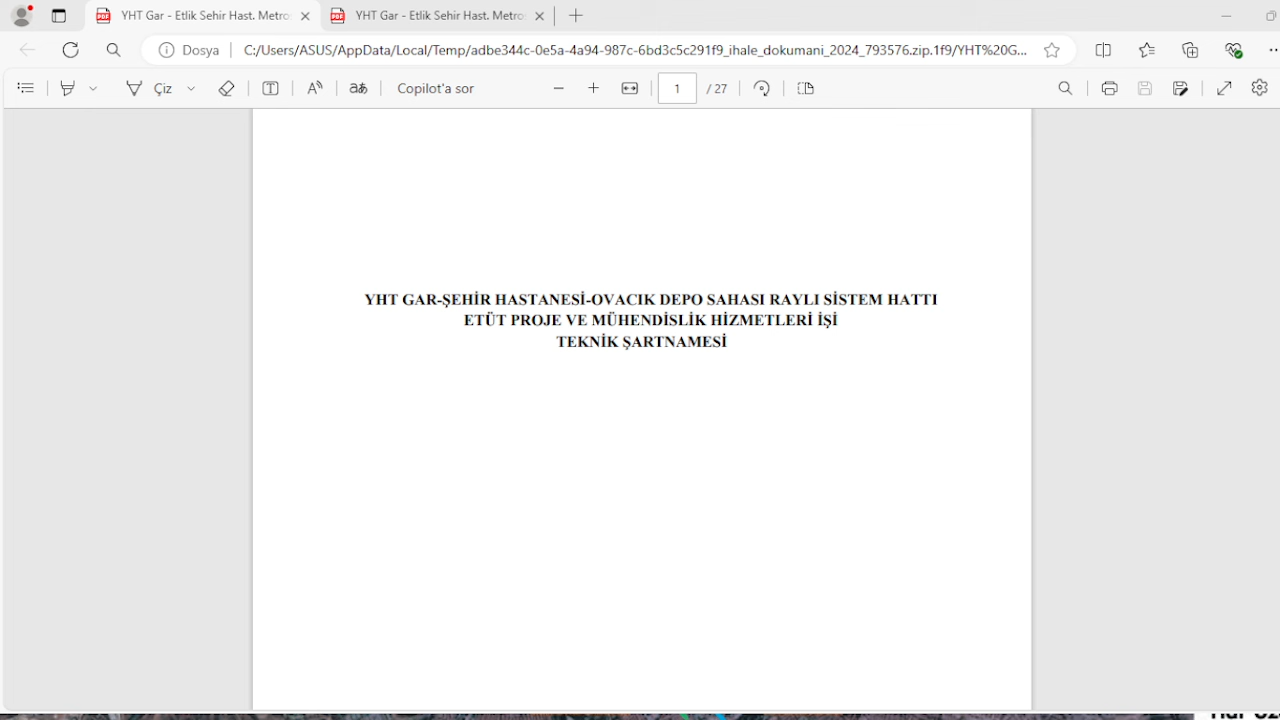 YHT Gar - Etlik Sehir Hast. Metro
YHT Gar - Etlik Sehir Hast. Metro
Dosya
C:/Users/ASUS/AppData/Local/Temp/adbe344c-0e5a-4a94-987c-6bd3c5c291f9_ihale_dokumani_2024_793576.zip.1f9/YHT%20G...
Çiz
Copilot'a sor
1
/ 27
YHT GAR-ŞEHİR HASTANESİ-OVACIK DEPO SAHASI RAYLI SİSTEM HATTI
ETÜT PROJE VE MÜHENDİSLİK HİZMETLERİ İŞİ
TEKNİK ŞARTNAMESİ